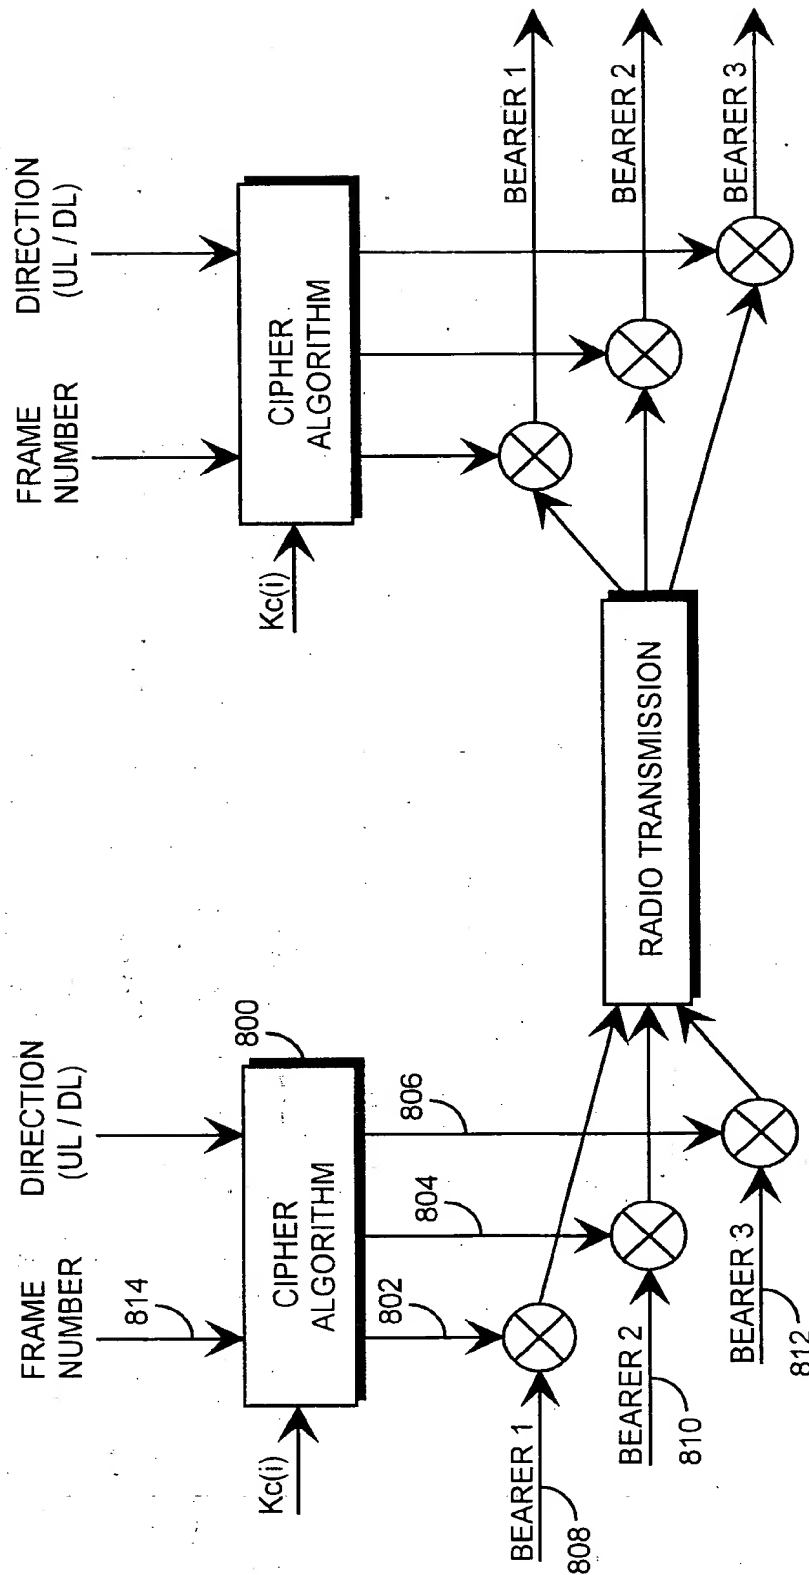 FRAME
NUMBER
DIRECTION
(UL / DL)
814
Kc(i)
CIPHER
ALGORITHM
800
802
804
806
BEARER 1
808
BEARER 2
810
BEARER 3
812
RADIO TRANSMISSION
FRAME
NUMBER
DIRECTION
(UL / DL)
Kc(i)
CIPHER
ALGORITHM
BEARER 1
BEARER 2
BEARER 3